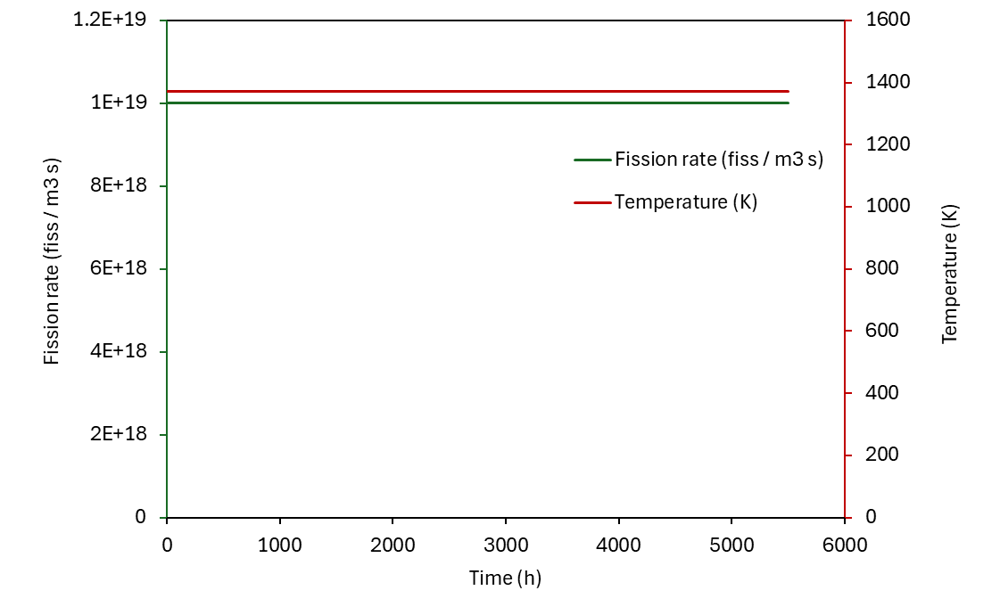 1.2E+19
1E+19
8E+18
6E+18
4E+18
2E+18
0
Fission rate (fiss / m3 s)
1600
1400
1200
1000
800
600
400
200
0
Temperature (K)
Fission rate (fiss / m3 s)
Temperature (K)
0 1000 2000 3000 4000 5000 6000
Time (h)